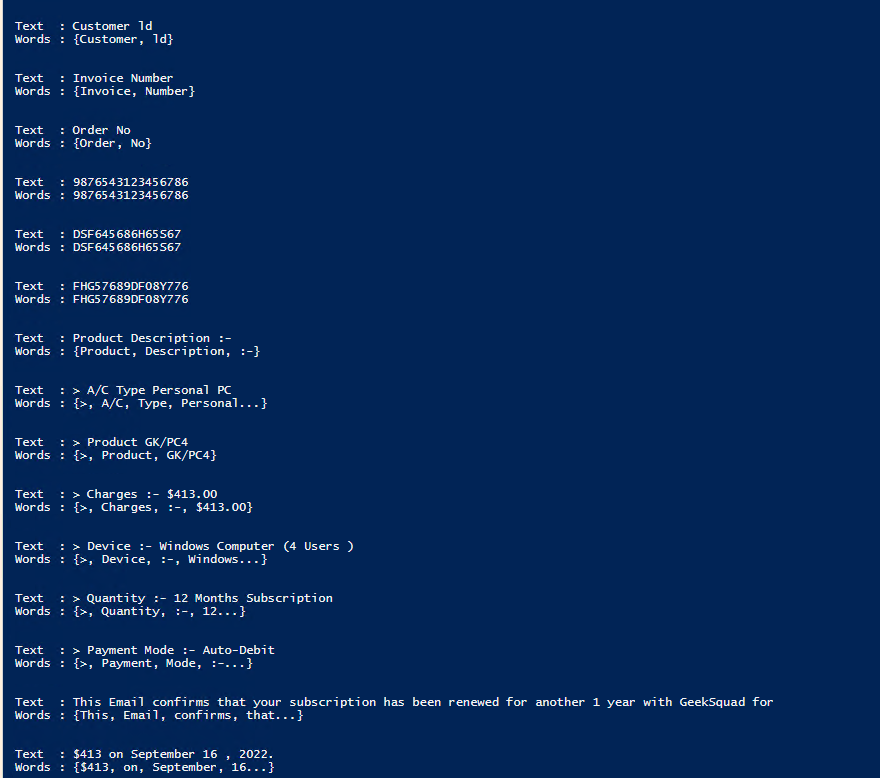 Text  : Customer ld
Words : {Customer, ld}
Text  : Invoice Number
Words : {Invoice, Number}
Text  : Order No
Words : {Order, No}
Text  : 9876543123456786
Words : 9876543123456786
Text  : DSF645686H65S67
Words : DSF645686H65S67
Text  : FHG57689DF08Y776
Words : FHG57689DF08Y776
Text  : Product Description :-
Words : {Product, Description, :-}
Text  : > A/C Type Personal PC
Words : {>, A/C, Type, Personal...}
Text  : > Product GK/PC4
Words : {>, Product, GK/PC4}
Text  : > Charges :- $413.00
Words : {>, Charges, :-, $413.00}
Text  : > Device :- Windows Computer (4 Users )
Words : {>, Device, :-, Windows...}
Text  : > Quantity :- 12 Months Subscription
Words : {>, Quantity, :-, 12...}
Text  : > Payment Mode :- Auto-Debit
Words : {>, Payment, Mode, :-...}
Text  : This Email confirms that your subscription has been renewed for another 1 year with GeekSquad for
Words : {This, Email, confirms, that...}
Text  : $413 on September 16 , 2022.
Words : {$413, on, September, 16...}